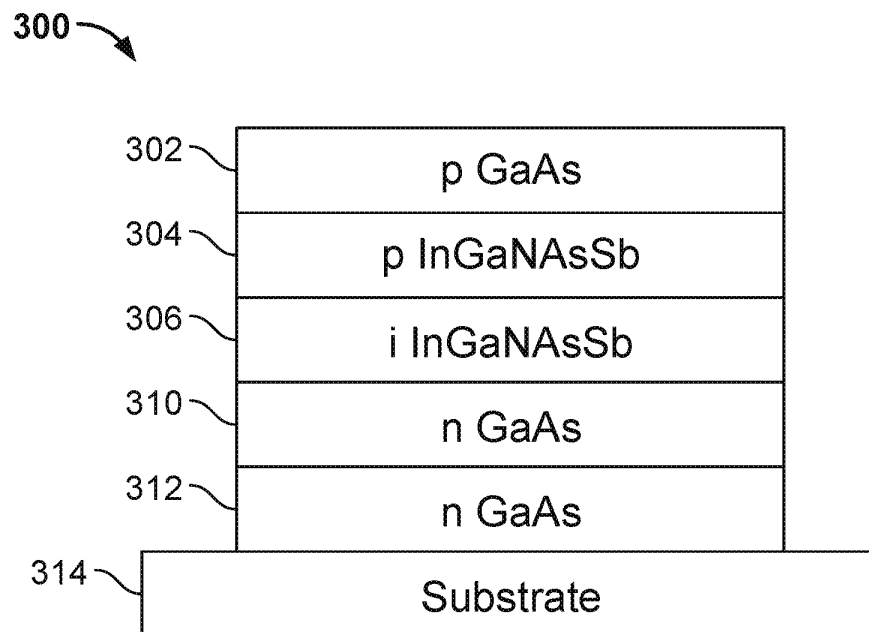 300
302
p GaAs
304
p InGaNAsSb
306
i InGaNAsSb
310
n GaAs
312
n GaAs
314
Substrate